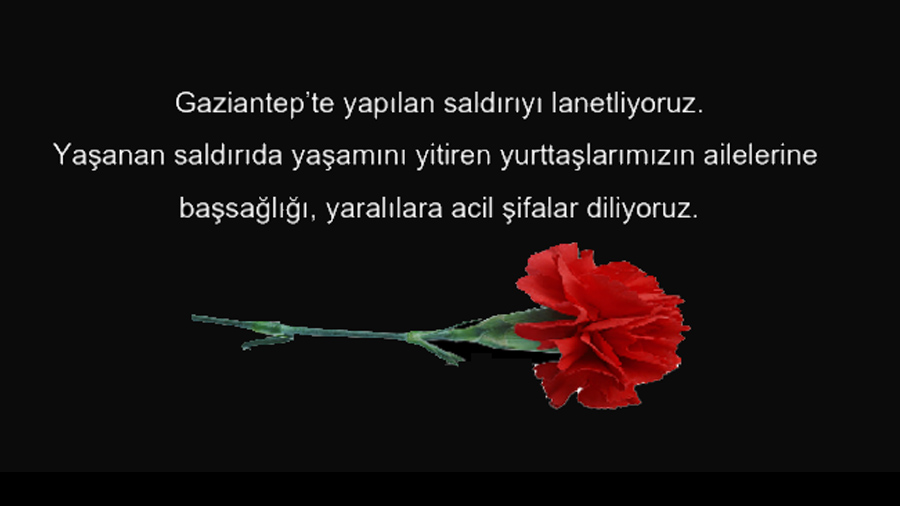 Gaziantep’te yapılan saldırıyı lanetliyoruz.
Yaşanan saldırıda yaşamını yitiren yurttaşlarımızın ailelerine
başsağlığı, yaralılara acil şifalar diliyoruz.